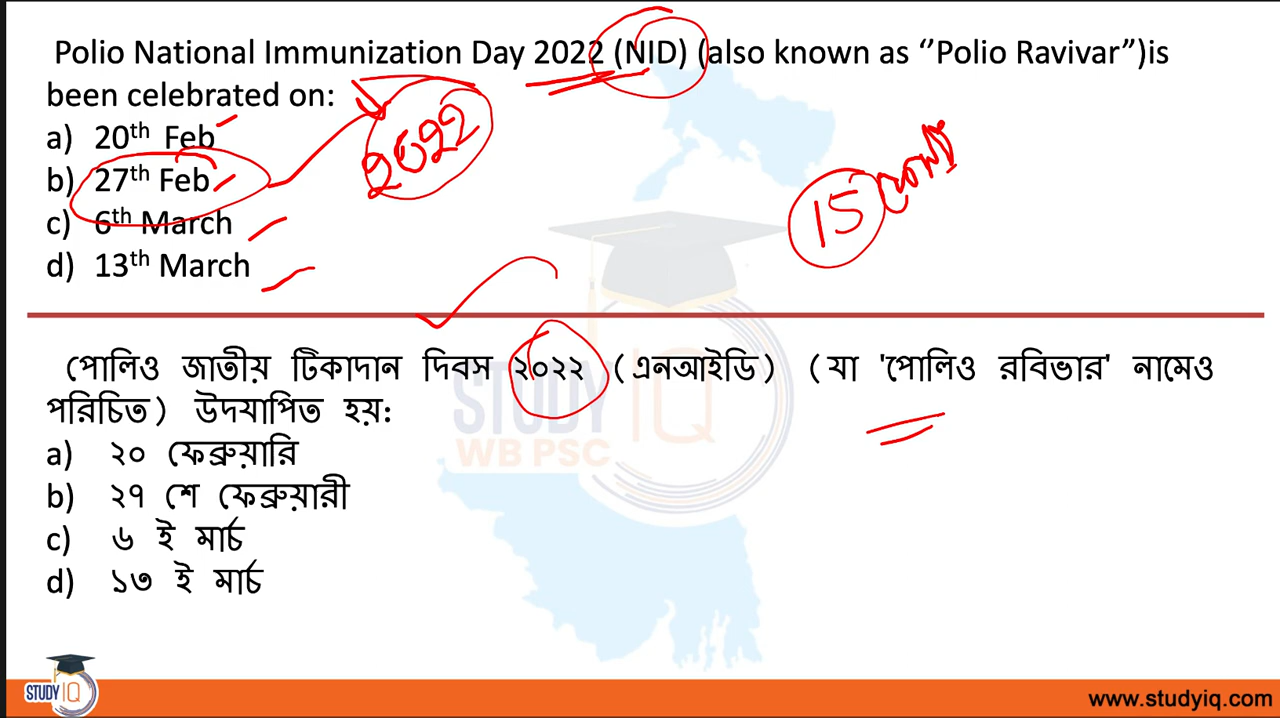 Polio National Immunization Day 2022 (NID) (also known as ‘’Polio Ravivar”)is
been celebrated on:
a) 20th Feb
b) 27th Feb
c) 6th March
d) 13th March
2022
15
পোলিও জাতীয় টিকাদান দিবস ২০২২ (এনআইডি) (যা 'পোলিও রবিভার' নামেও
পরিচিত) উদযাপিত হয়ঃ
a) ২০ ফেব্রুয়ারি
b) ২৭ শে ফেব্রুয়ারী
c) ৬ ই মার্চ
d) ১৩ ই মার্চ
STUDY IQ
WB PSC
STUDY IQ
www.studyiq.com